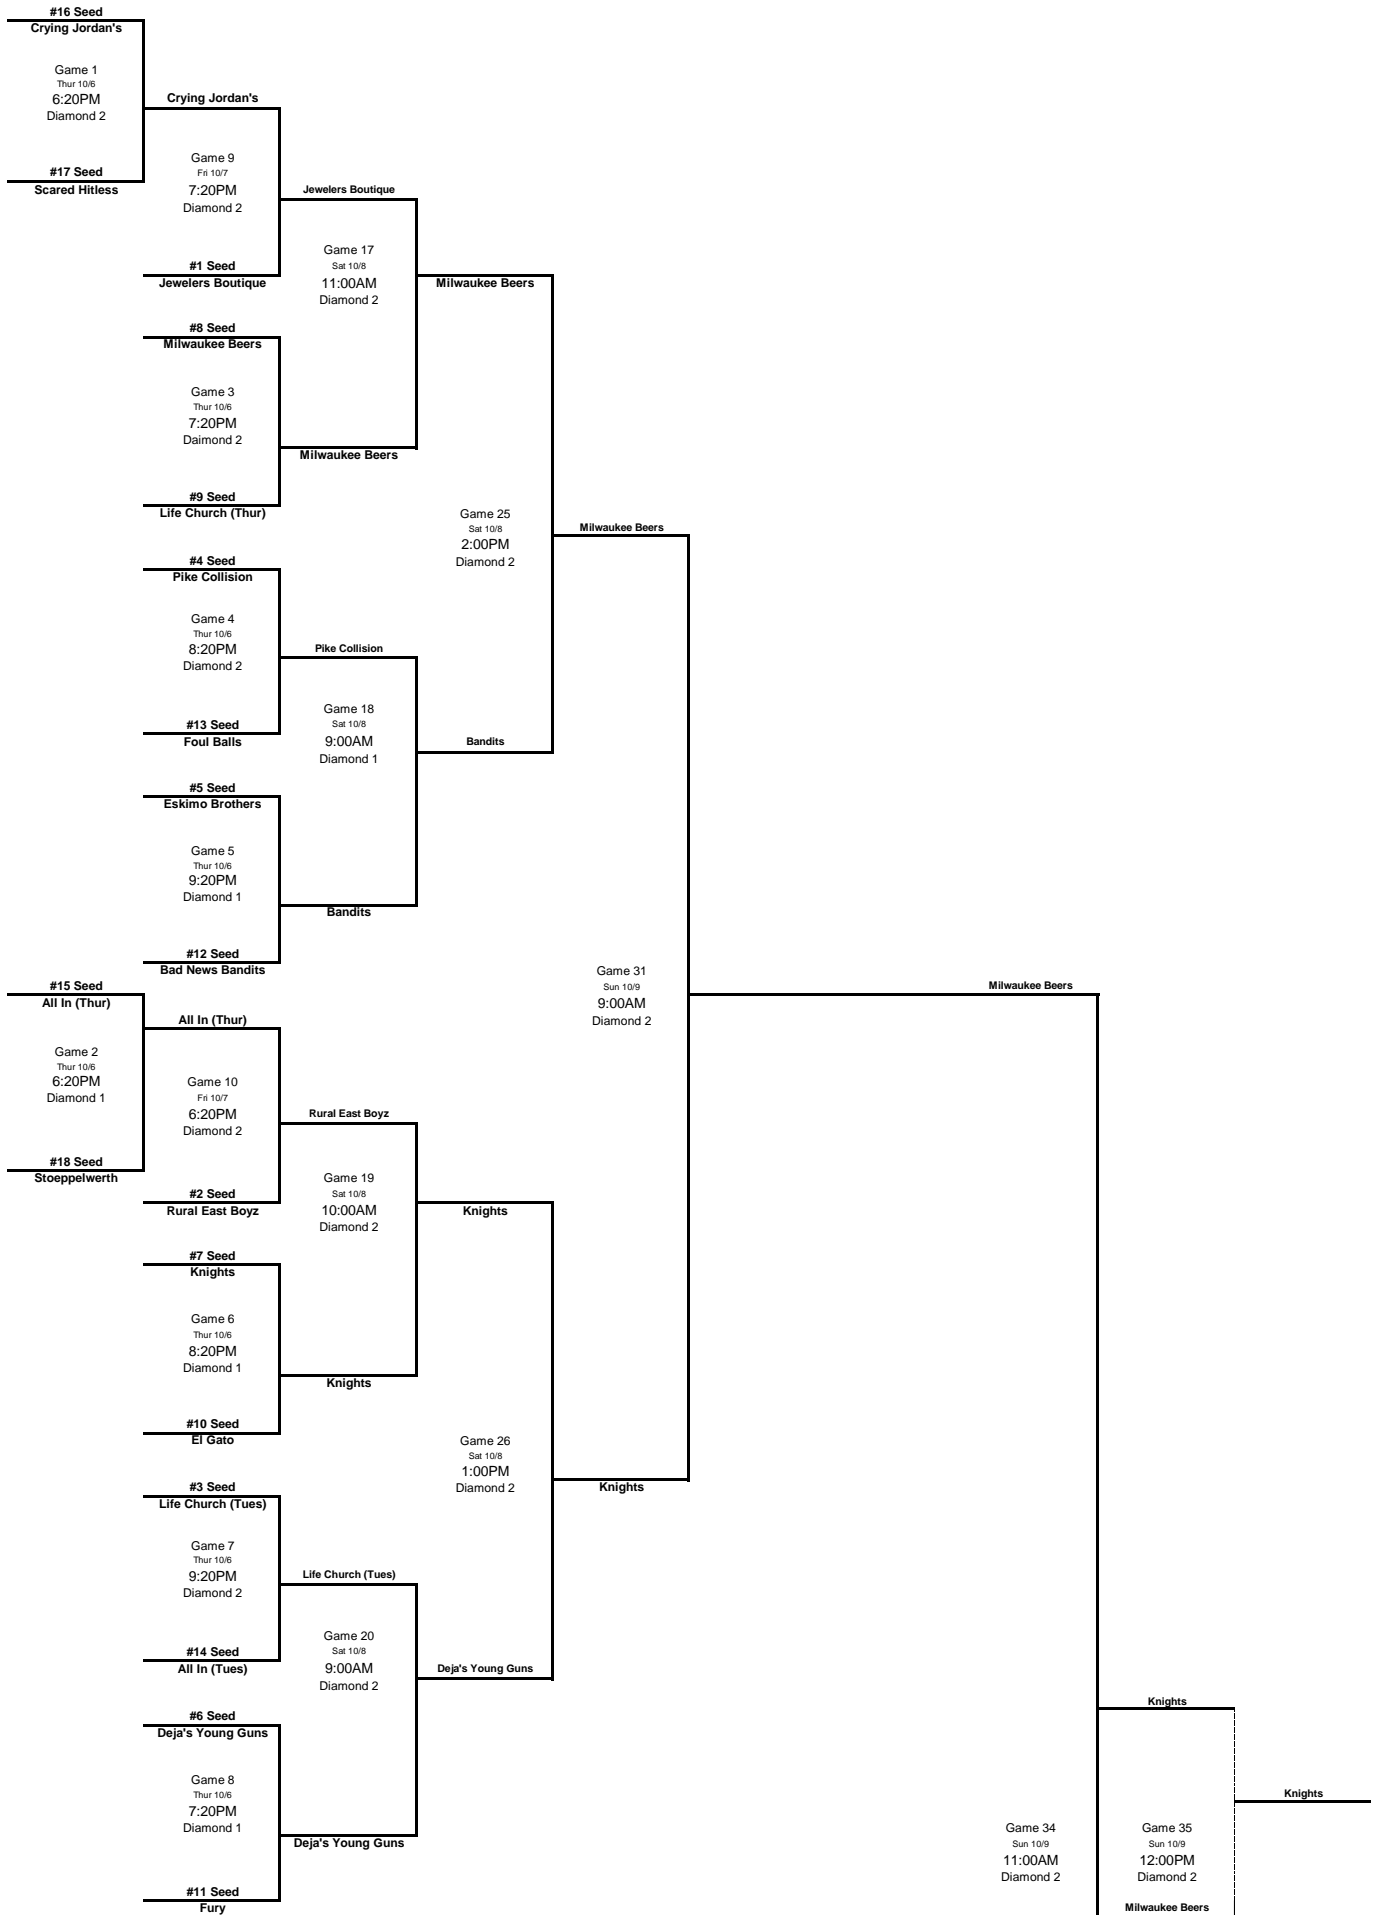 #16 Seed
Crying Jordan's
Game 1
Thur 10/6
6:20PM
Diamond 2
#17 Seed
Scared Hitless
Crying Jordan's
Game 9
Fri 10/7
7:20PM
Diamond 2
#1 Seed
Jewelers Boutique
Jewelers Boutique
Game 17
Sat 10/8
11:00AM
Diamond 2
Milwaukee Beers
#8 Seed
Milwaukee Beers
Game 3
Thur 10/6
7:20PM
Daimond 2
Milwaukee Beers
#9 Seed
Life Church (Thur)
Game 25
Sat 10/8
2:00PM
Diamond 2
Milwaukee Beers
#4 Seed
Pike Collision
Game 4
Thur 10/6
8:20PM
Diamond 2
Pike Collision
#13 Seed
Foul Balls
Game 18
Sat 10/8
9:00AM
Diamond 1
Bandits
#5 Seed
Eskimo Brothers
Game 5
Thur 10/6
9:20PM
Diamond 1
Bandits
#12 Seed
Bad News Bandits
Game 31
Sun 10/9
9:00AM
Diamond 2
Milwaukee Beers
#15 Seed
All In (Thur)
Game 2
Thur 10/6
6:20PM
Diamond 1
#18 Seed
Stoeppelwerth
All In (Thur)
Game 10
Fri 10/7
6:20PM
Diamond 2
#2 Seed
Rural East Boyz
Rural East Boyz
Game 19
Sat 10/8
10:00AM
Diamond 2
Knights
#7 Seed
Knights
Game 6
Thur 10/6
8:20PM
Diamond 1
Knights
#10 Seed
El Gato
Game 26
Sat 10/8
1:00PM
Diamond 2
Knights
#3 Seed
Life Church (Tues)
Game 7
Thur 10/6
9:20PM
Diamond 2
Life Church (Tues)
#14 Seed
All In (Tues)
Game 20
Sat 10/8
9:00AM
Diamond 2
Deja's Young Guns
#6 Seed
Deja's Young Guns
Game 8
Thur 10/6
7:20PM
Diamond 1
Deja's Young Guns
#11 Seed
Fury
Knights
Knights
Game 34
Sun 10/9
11:00AM
Diamond 2
Game 35
Sun 10/9
12:00PM
Diamond 2
Milwaukee Beers